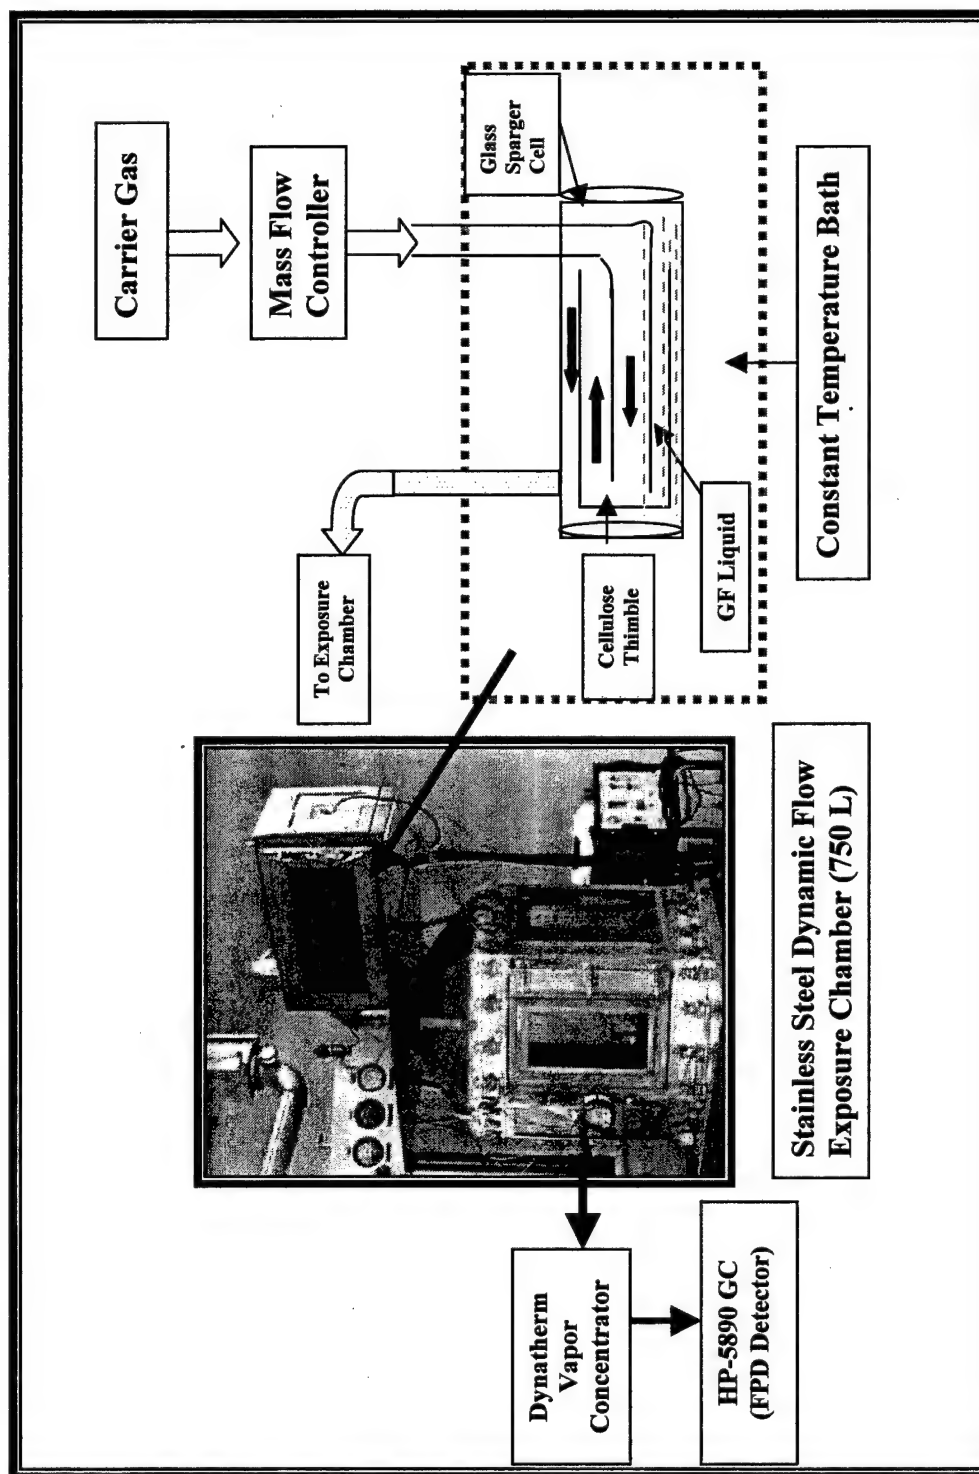 Carrier Gas
Mass Flow
Controller
Glass
Sparger
Cell
To Exposure
Chamber
Cellulose
Thimble
GF Liquid
Constant Temperature Bath
Stainless Steel Dynamic Flow
Exposure Chamber (750 L)
Dynatherm
Vapor
Concentrator
HP-5890 GC
(FPD Detector)